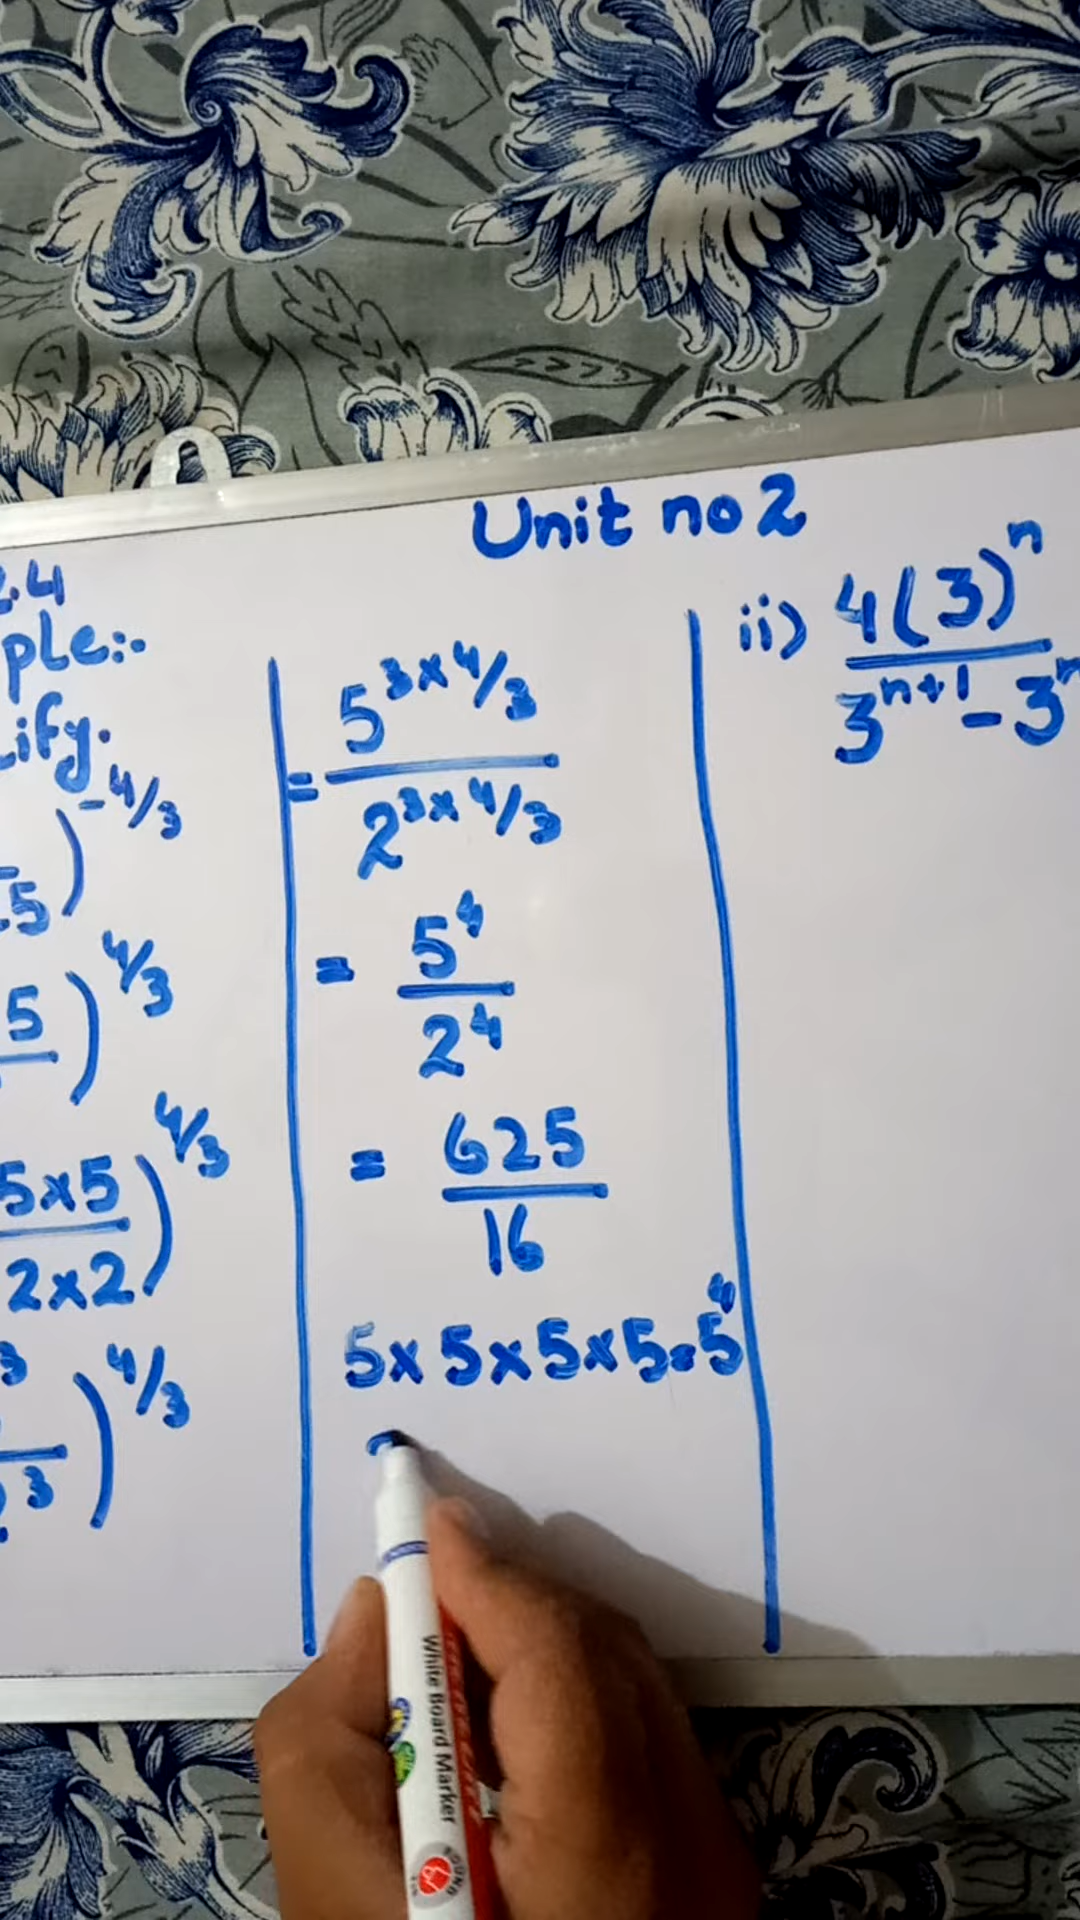 Unit no 2
2.4
ple:-
ify.
5)^-4/3
5)^4/3
5x5
2x2)^4/3
3
3)^4/3
= 5^3x4/3
2^3x4/3
= 5^4
2^4
= 625
16
5x5x5x5=5^4
ii) 4(3)^n
3^n+1 - 3^n
White Board Marker